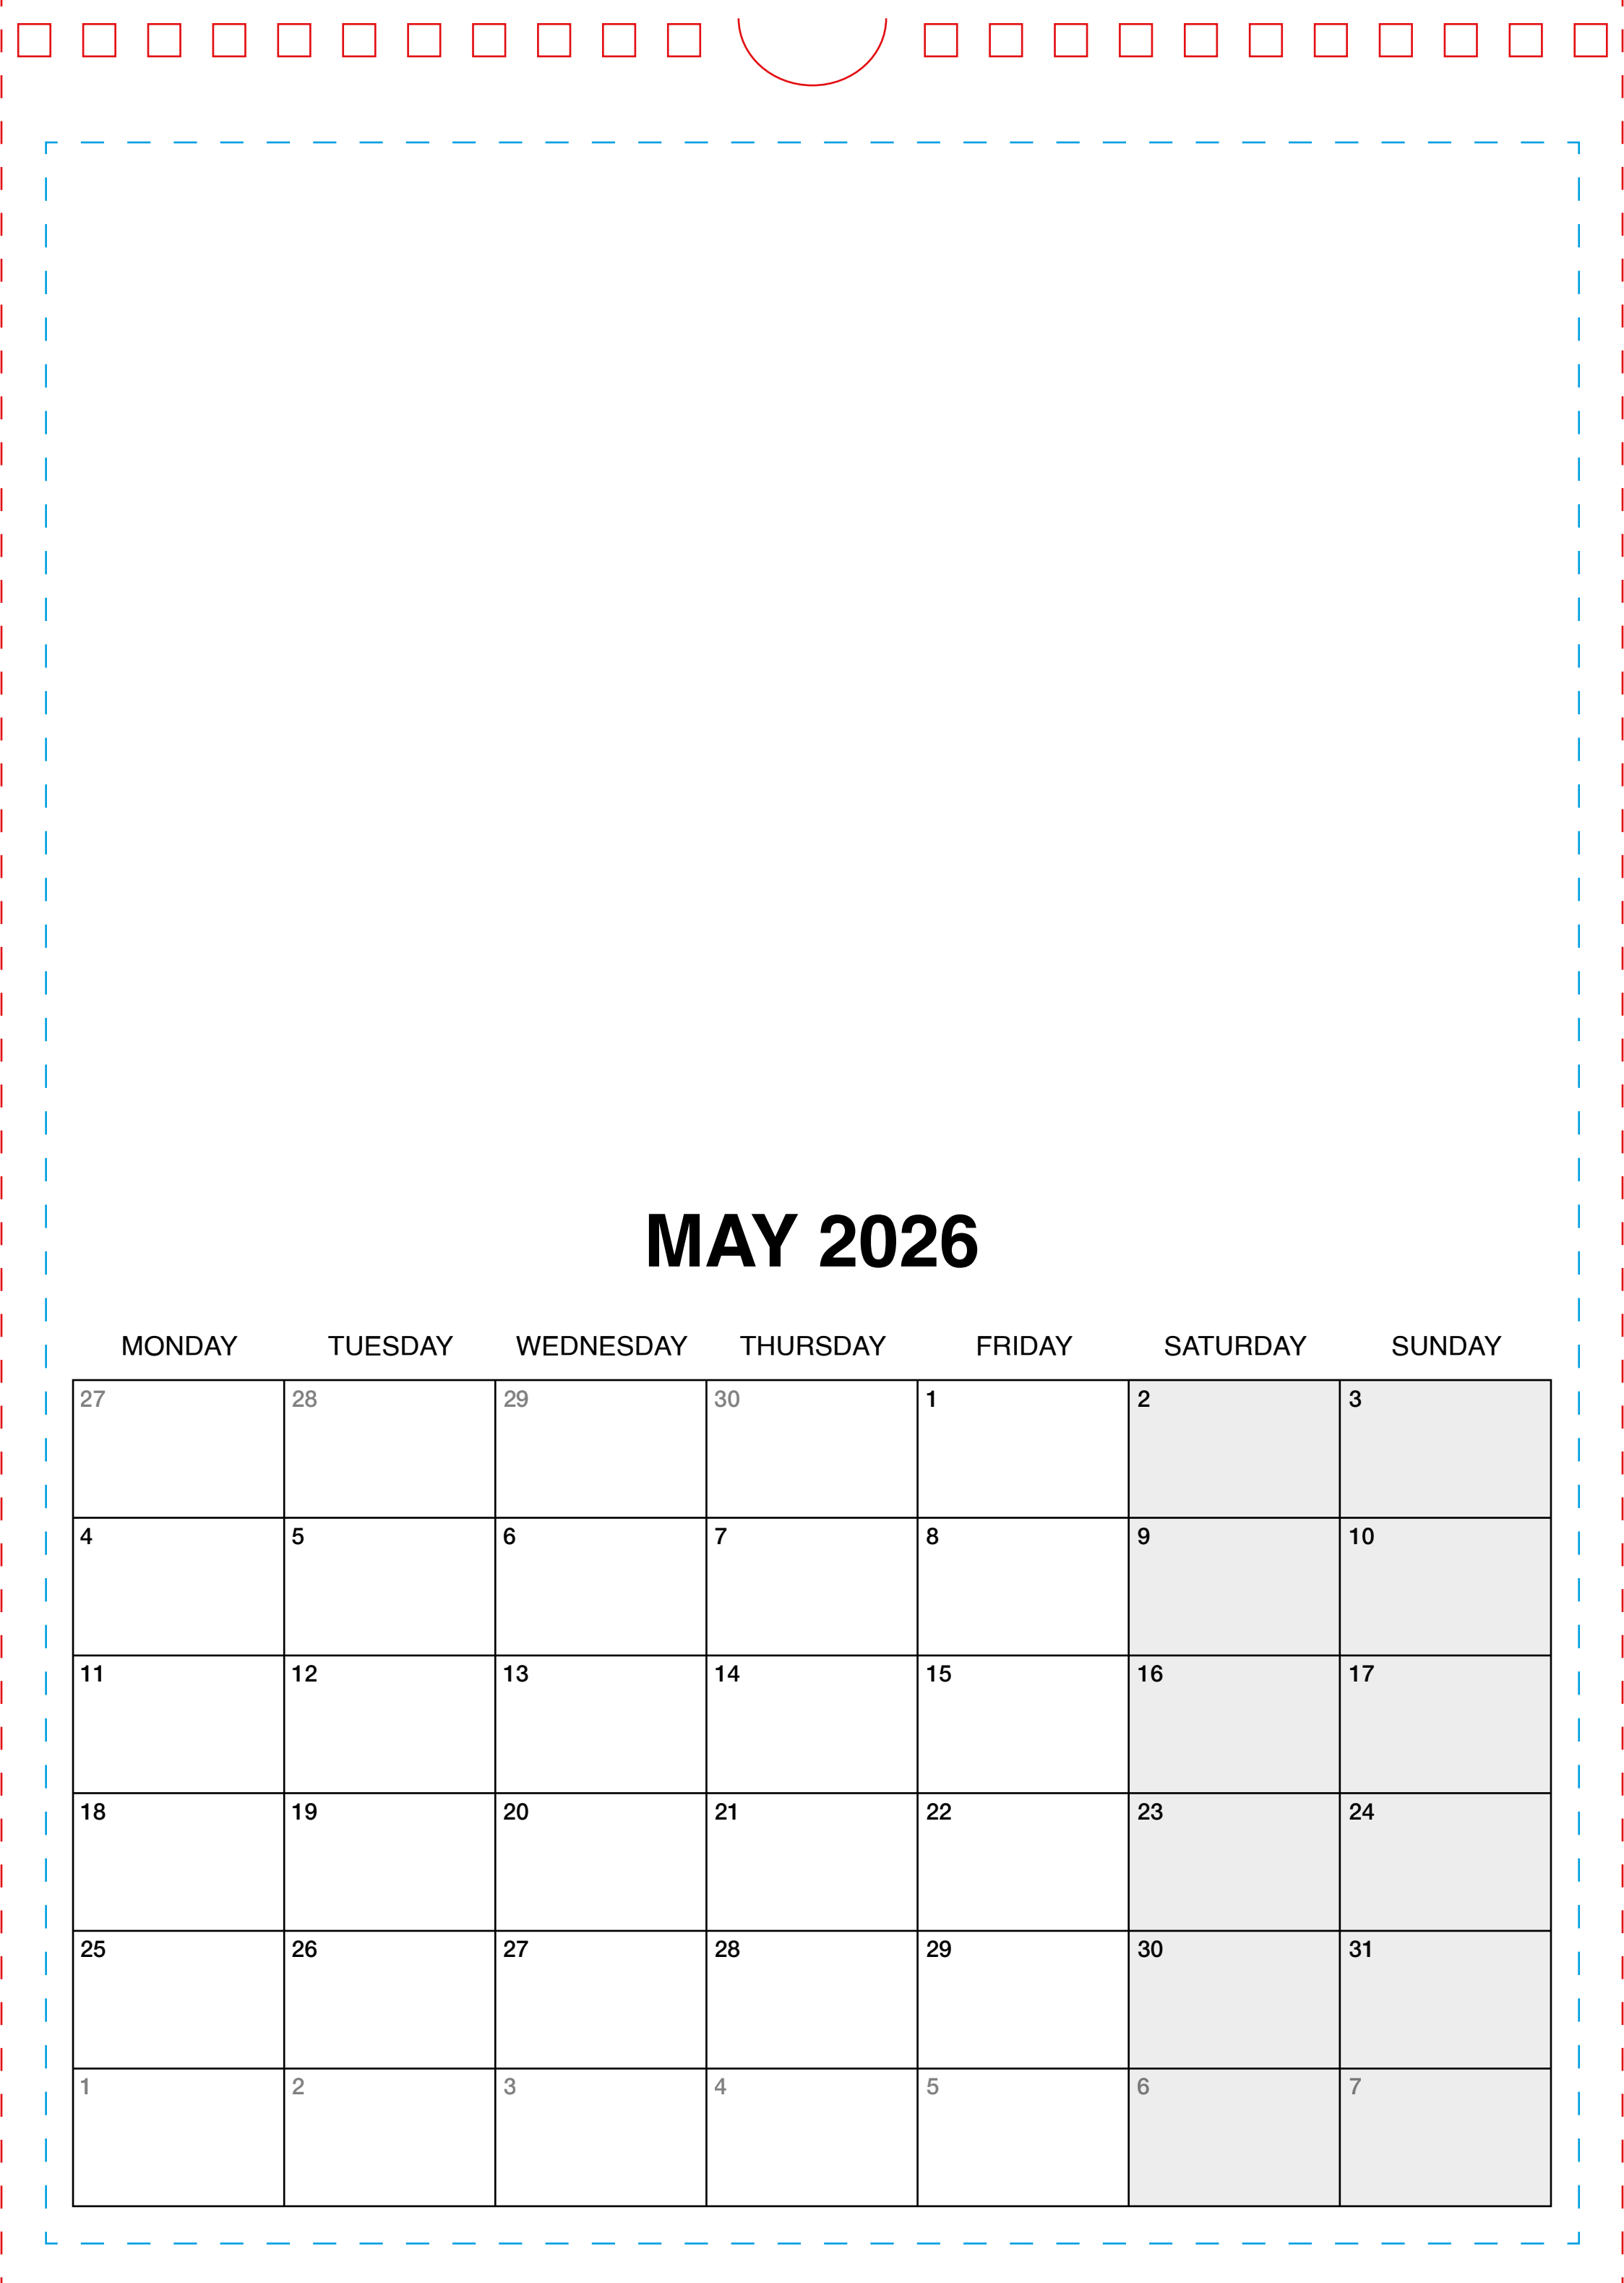 MAY 2026
MONDAY TUESDAY WEDNESDAY THURSDAY FRIDAY SATURDAY SUNDAY
27 28 29 30 1 2 3
4 5 6 7 8 9 10
11 12 13 14 15 16 17
18 19 20 21 22 23 24
25 26 27 28 29 30 31
1 2 3 4 5 6 7